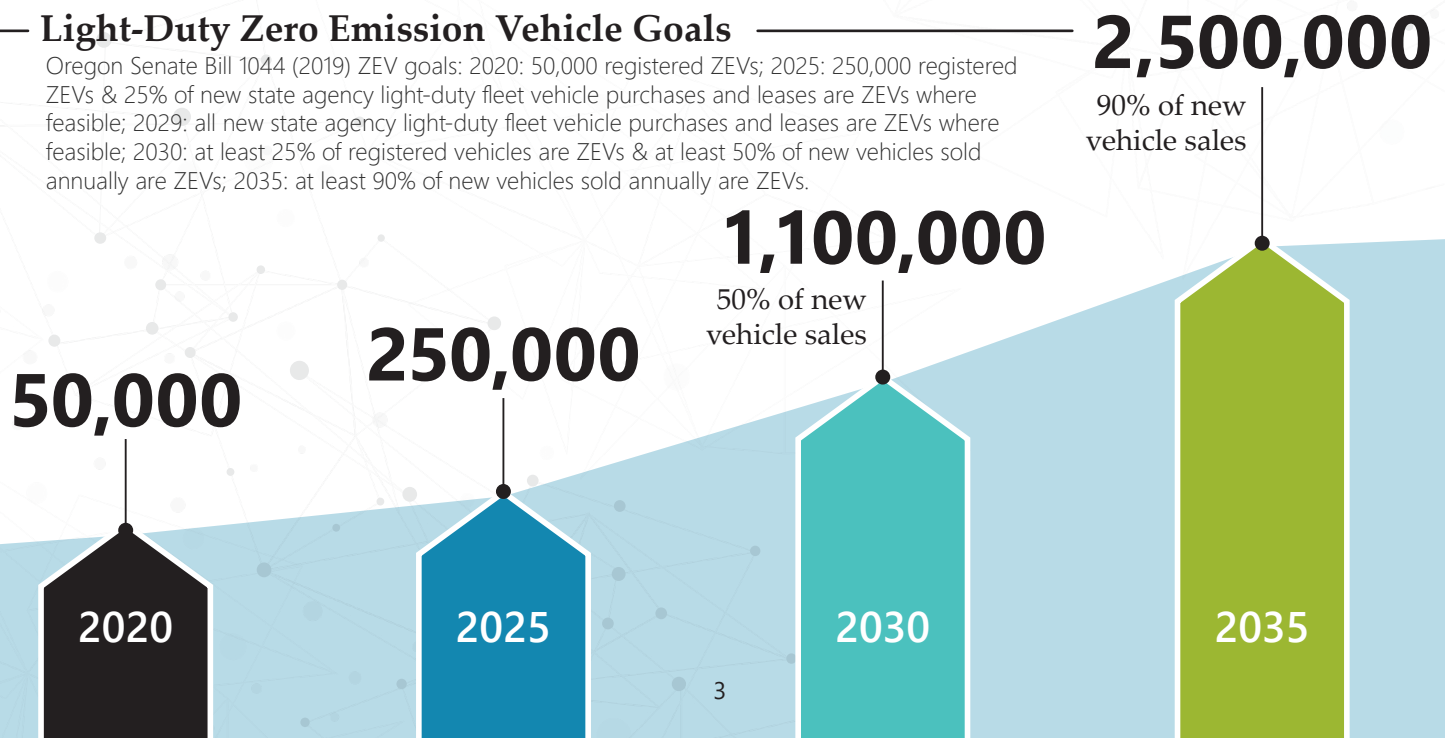 Light-Duty Zero Emission Vehicle Goals
Oregon Senate Bill 1044 (2019) ZEV goals: 2020: 50,000 registered ZEVs; 2025: 250,000 registered
ZEVs & 25% of new state agency light-duty fleet vehicle purchases and leases are ZEVs where
feasible; 2029: all new state agency light-duty fleet vehicle purchases and leases are ZEVs where
feasible; 2030: at least 25% of registered vehicles are ZEVs & at least 50% of new vehicles sold
annually are ZEVs; 2035: at least 90% of new vehicles sold annually are ZEVs.
2,500,000
90% of new
vehicle sales
1,100,000
50% of new
vehicle sales
250,000
50,000
2020
2025
2030
2035
3